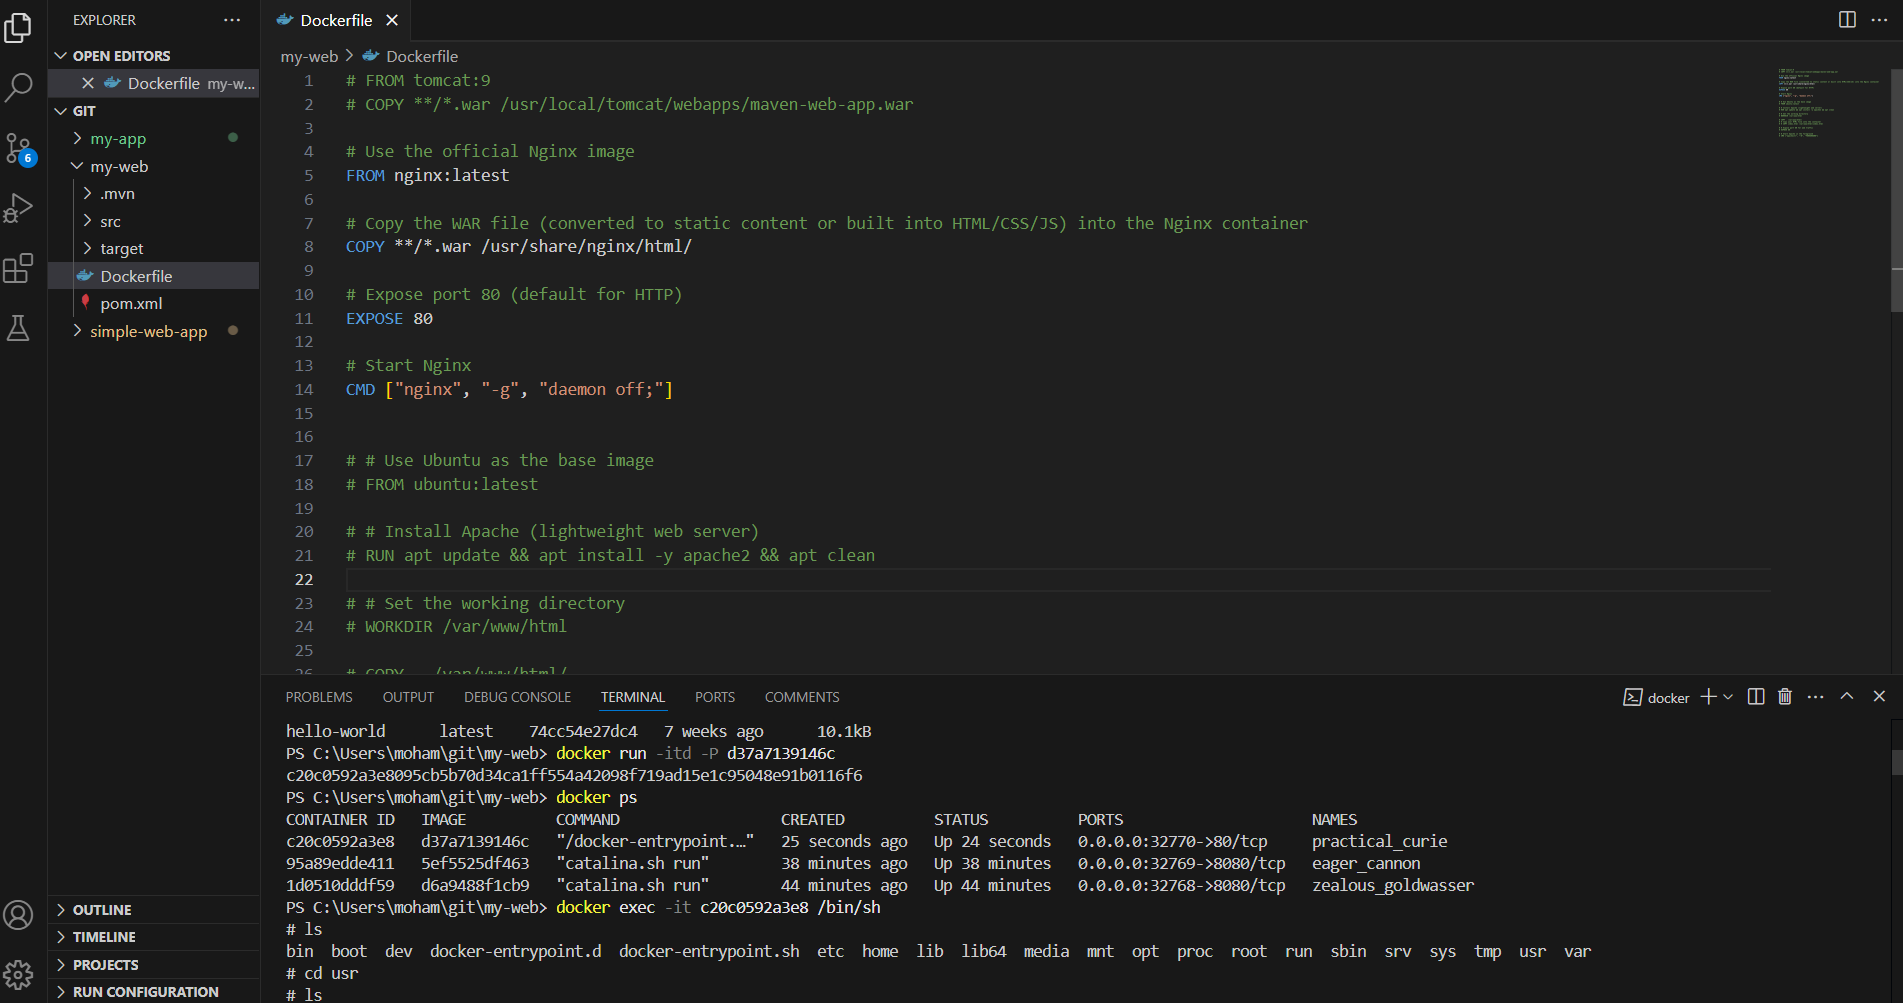 EXPLORER
OPEN EDITORS
Dockerfile my-w...
GIT
my-app
my-web
.mvn
src
target
Dockerfile
pom.xml
simple-web-app
6
OUTLINE
TIMELINE
PROJECTS
RUN CONFIGURATION
Dockerfile
my-web > Dockerfile
1 # FROM tomcat:9
2 # COPY **/*.war /usr/local/tomcat/webapps/maven-web-app.war
3
4 # Use the official Nginx image
5 FROM nginx:latest
6
7 # Copy the WAR file (converted to static content or built into HTML/CSS/JS) into the Nginx container
8 COPY **/*.war /usr/share/nginx/html/
9
10 # Expose port 80 (default for HTTP)
11 EXPOSE 80
12
13 # Start Nginx
14 CMD ["nginx", "-g", "daemon off;"]
15
16
17 # # Use Ubuntu as the base image
18 # FROM ubuntu:latest
19
20 # # Install Apache (lightweight web server)
21 # RUN apt update && apt install -y apache2 && apt clean
22
23 # # Set the working directory
24 # WORKDIR /var/www/html
25
26 # COPY . /var/www/html/
PROBLEMS OUTPUT DEBUG CONSOLE TERMINAL PORTS COMMENTS
docker
hello-world latest 74cc54e27dc4 7 weeks ago 10.1kB
PS C:\Users\moham\git\my-web> docker run -itd -P d37a7139146c
c20c0592a3e8095cb5b70d34ca1ff554a42098f719ad15e1c95048e91b0116f6
PS C:\Users\moham\git\my-web> docker ps
CONTAINER ID IMAGE COMMAND CREATED STATUS PORTS NAMES
c20c0592a3e8 d37a7139146c "/docker-entrypoint.…" 25 seconds ago Up 24 seconds 0.0.0.0:32770->80/tcp practical_curie
95a89edde411 5ef5525df463 "catalina.sh run" 38 minutes ago Up 38 minutes 0.0.0.0:32769->8080/tcp eager_cannon
1d0510dddf59 d6a9488f1cb9 "catalina.sh run" 44 minutes ago Up 44 minutes 0.0.0.0:32768->8080/tcp zealous_goldwasser
PS C:\Users\moham\git\my-web> docker exec -it c20c0592a3e8 /bin/sh
# ls
bin boot dev docker-entrypoint.d docker-entrypoint.sh etc home lib lib64 media mnt opt proc root run sbin srv sys tmp usr var
# cd usr
# ls